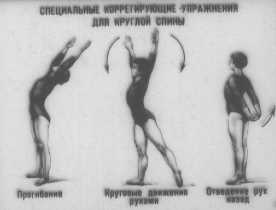 СПЕЦИАЛЬНЫЕ КОРРЕГИРУЮЩИЕ УПРАЖНЕНИЯ
ДЛЯ КРУГЛОЙ СПИНЫ
Прогибание
Круговые движения
руками
Отведение рук
назад